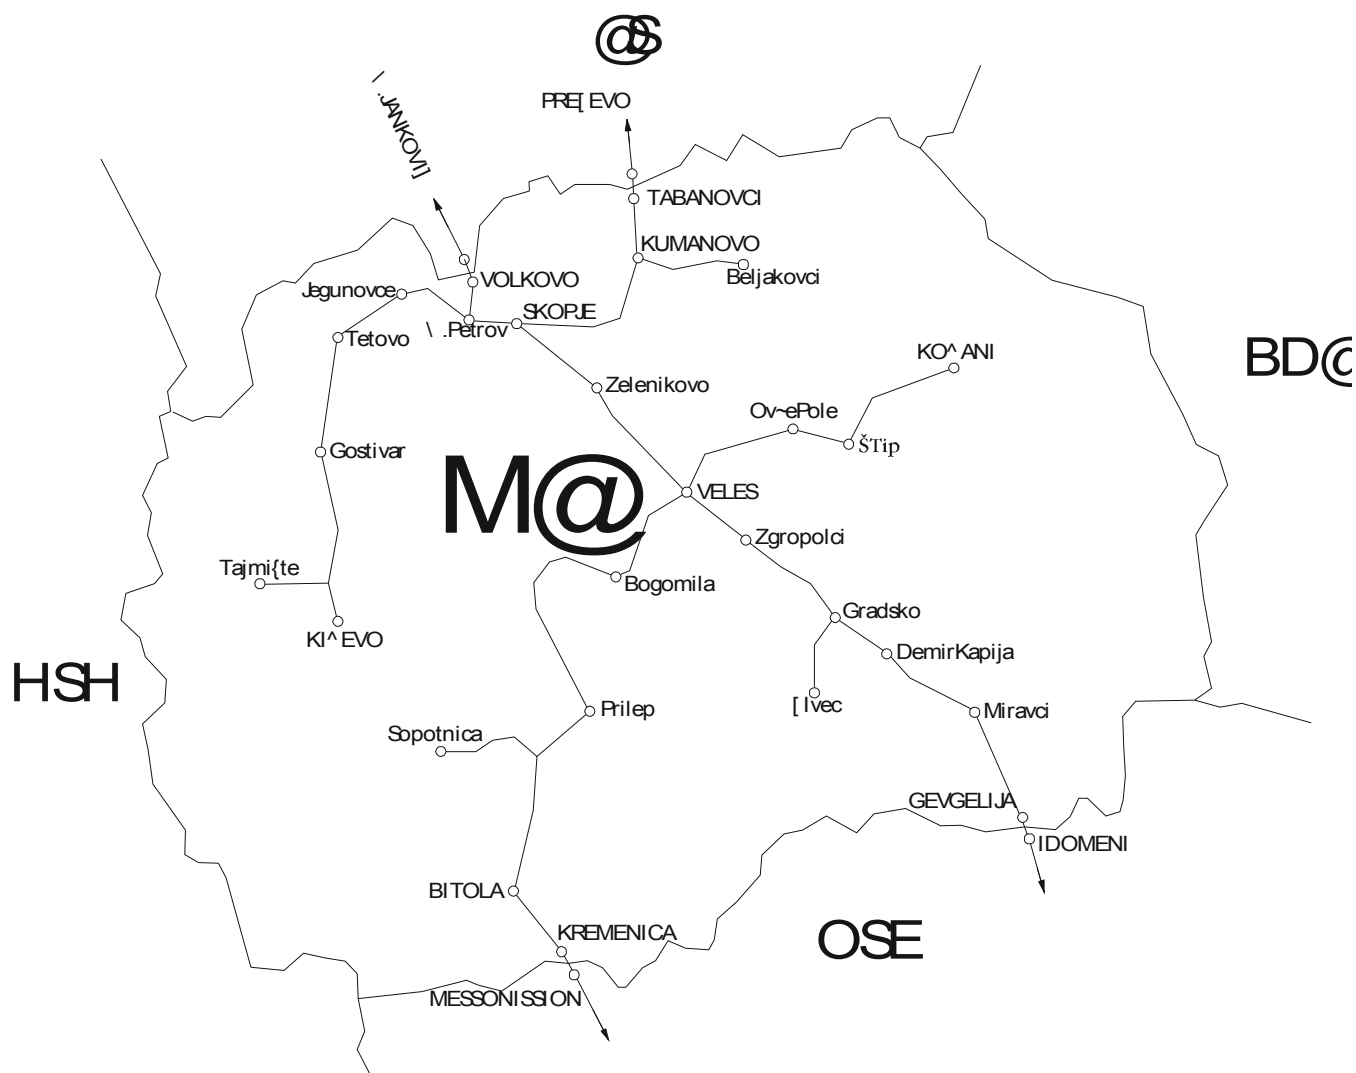 @S
PRE[ EVO
\ .JANKOVI]
TABANOVCI
KUMANOVO
Beljakovci
VOLKOVO
Jegunovce
SKOPJE
\ .Petrov
Tetovo
KO^ ANI
BD@
Zelenikovo
Ov~ePole
ŠTip
Gostivar
M@
VELES
Zgropolci
Tajmi{te
Bogomila
Gradsko
KI^ EVO
DemirKapija
HSH
[ Ivec
Prilep
Miravci
Sopotnica
GEVGELIJA
IDOMENI
BITOLA
KREMENICA
OSE
MESSONISSION